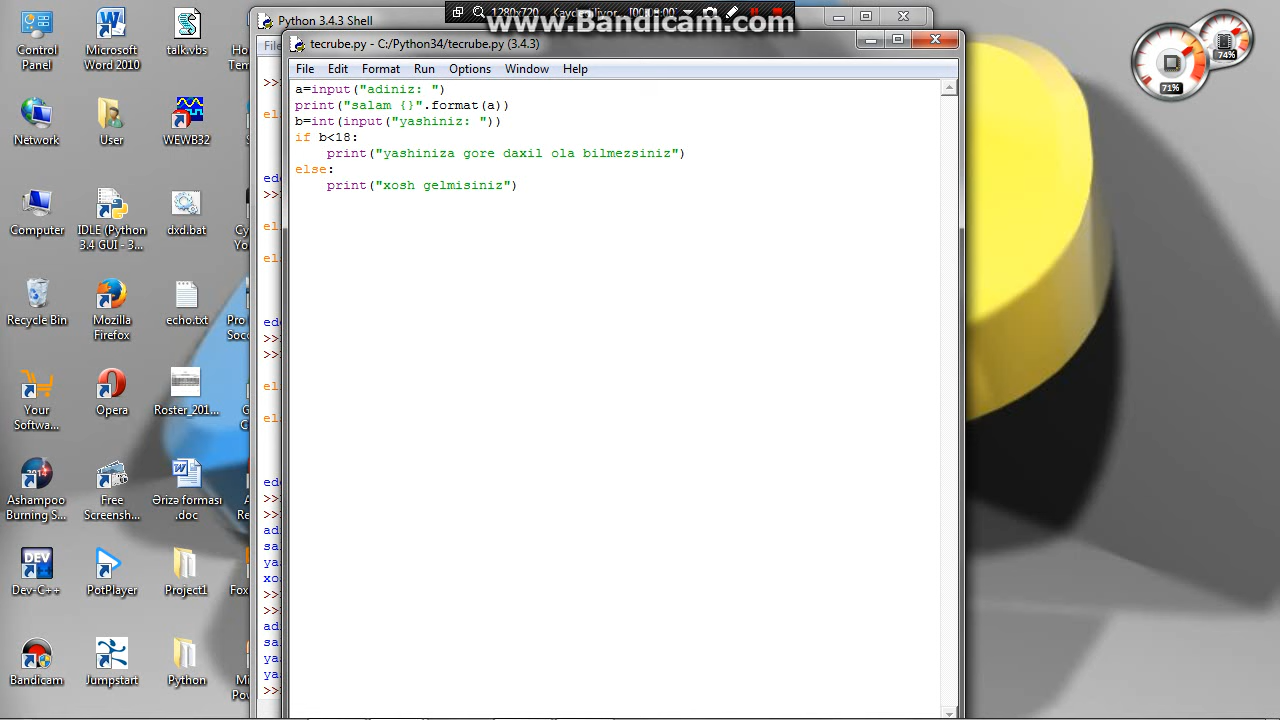 www.Bandicam.com
1280x720
Python 3.4.3 Shell
File
tecrube.py - C:/Python34/tecrube.py (3.4.3)
File Edit Format Run Options Window Help
a=input("adiniz: ")
print("salam {}".format(a))
b=int(input("yashiniz: "))
if b<18:
    print("yashiniza gore daxil ola bilmezsiniz")
else:
    print("xosh gelmisiniz")
Control Panel
Microsoft Word 2010
talk.vbs
Network
User
WEWB32
Computer
IDLE (Python 3.4 GUI - 3...
dxd.bat
Recycle Bin
Mozilla Firefox
echo.txt
Your Softwa...
Opera
Roster_201...
Ashampoo Burning S...
2014
Free Screensh...
Ərizə forması .doc
DEV
Dev-C++
PotPlayer
Project1
Bandicam
Jumpstart
Python
71%
74%